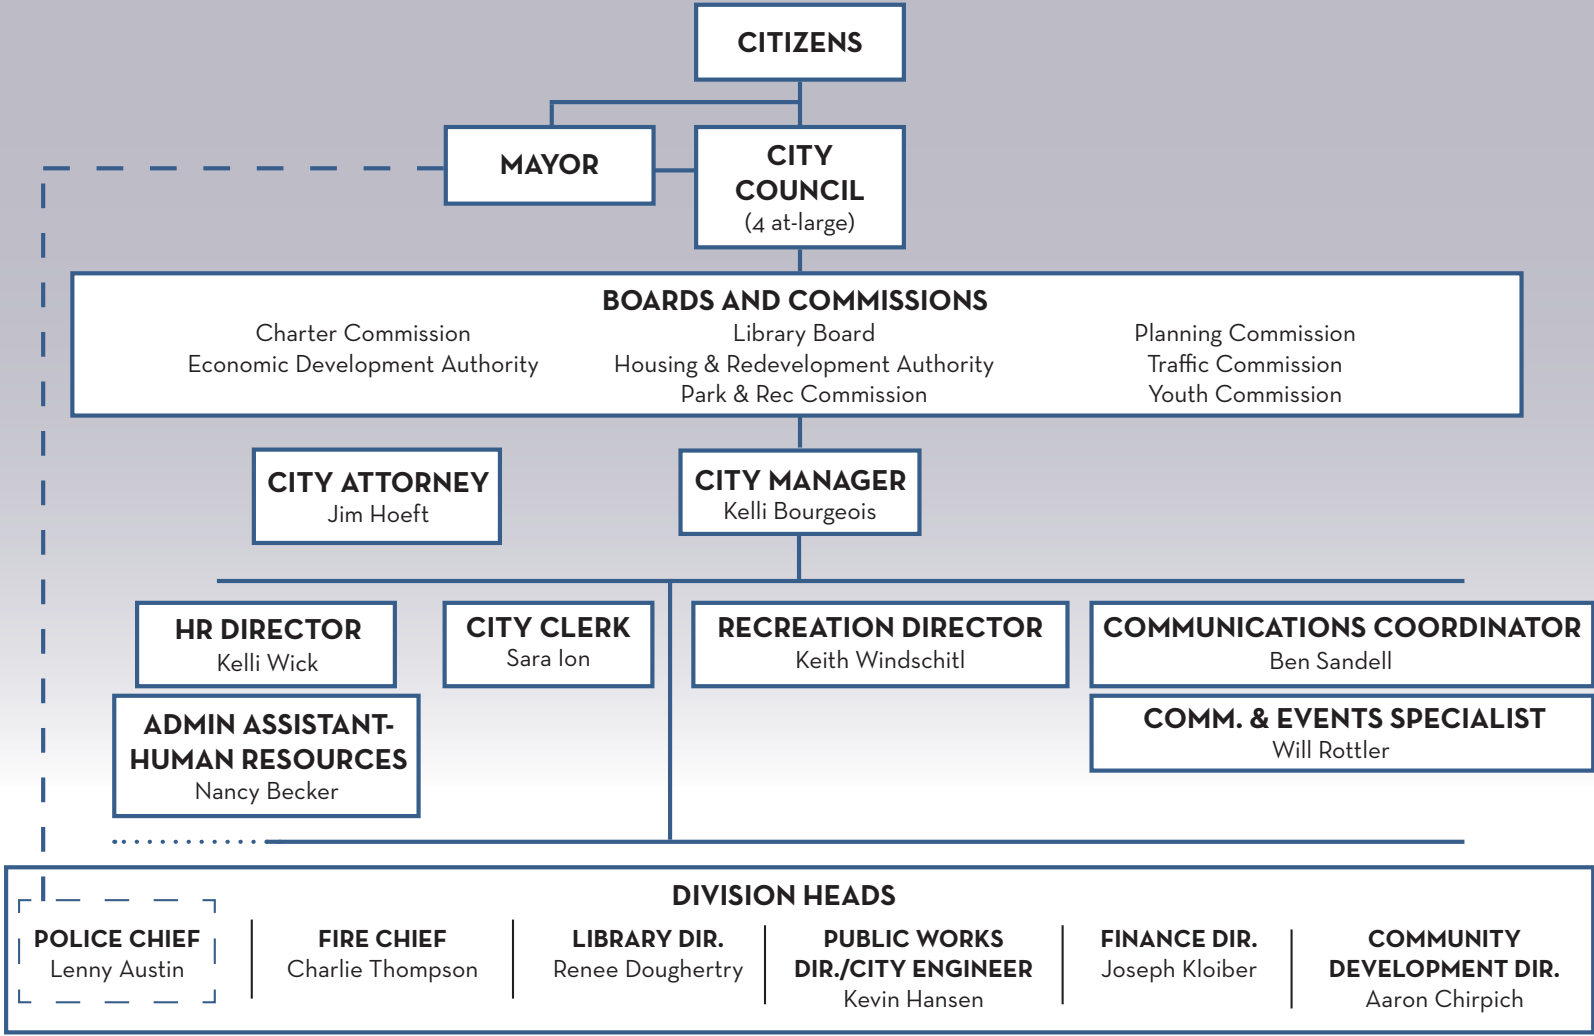 CITIZENS
MAYOR
CITY
COUNCIL
(4 at-large)
BOARDS AND COMMISSIONS
Charter Commission
Economic Development Authority
Library Board
Housing & Redevelopment Authority
Park & Rec Commission
Planning Commission
Traffic Commission
Youth Commission
CITY ATTORNEY
Jim Hoeft
CITY MANAGER
Kelli Bourgeois
HR DIRECTOR
Kelli Wick
ADMIN ASSISTANT-
HUMAN RESOURCES
Nancy Becker
CITY CLERK
Sara Ion
RECREATION DIRECTOR
Keith Windschitl
COMMUNICATIONS COORDINATOR
Ben Sandell
COMM. & EVENTS SPECIALIST
Will Rottler
DIVISION HEADS
POLICE CHIEF
Lenny Austin
FIRE CHIEF
Charlie Thompson
LIBRARY DIR.
Renee Doughertry
PUBLIC WORKS
DIR./CITY ENGINEER
Kevin Hansen
FINANCE DIR.
Joseph Kloiber
COMMUNITY
DEVELOPMENT DIR.
Aaron Chirpich